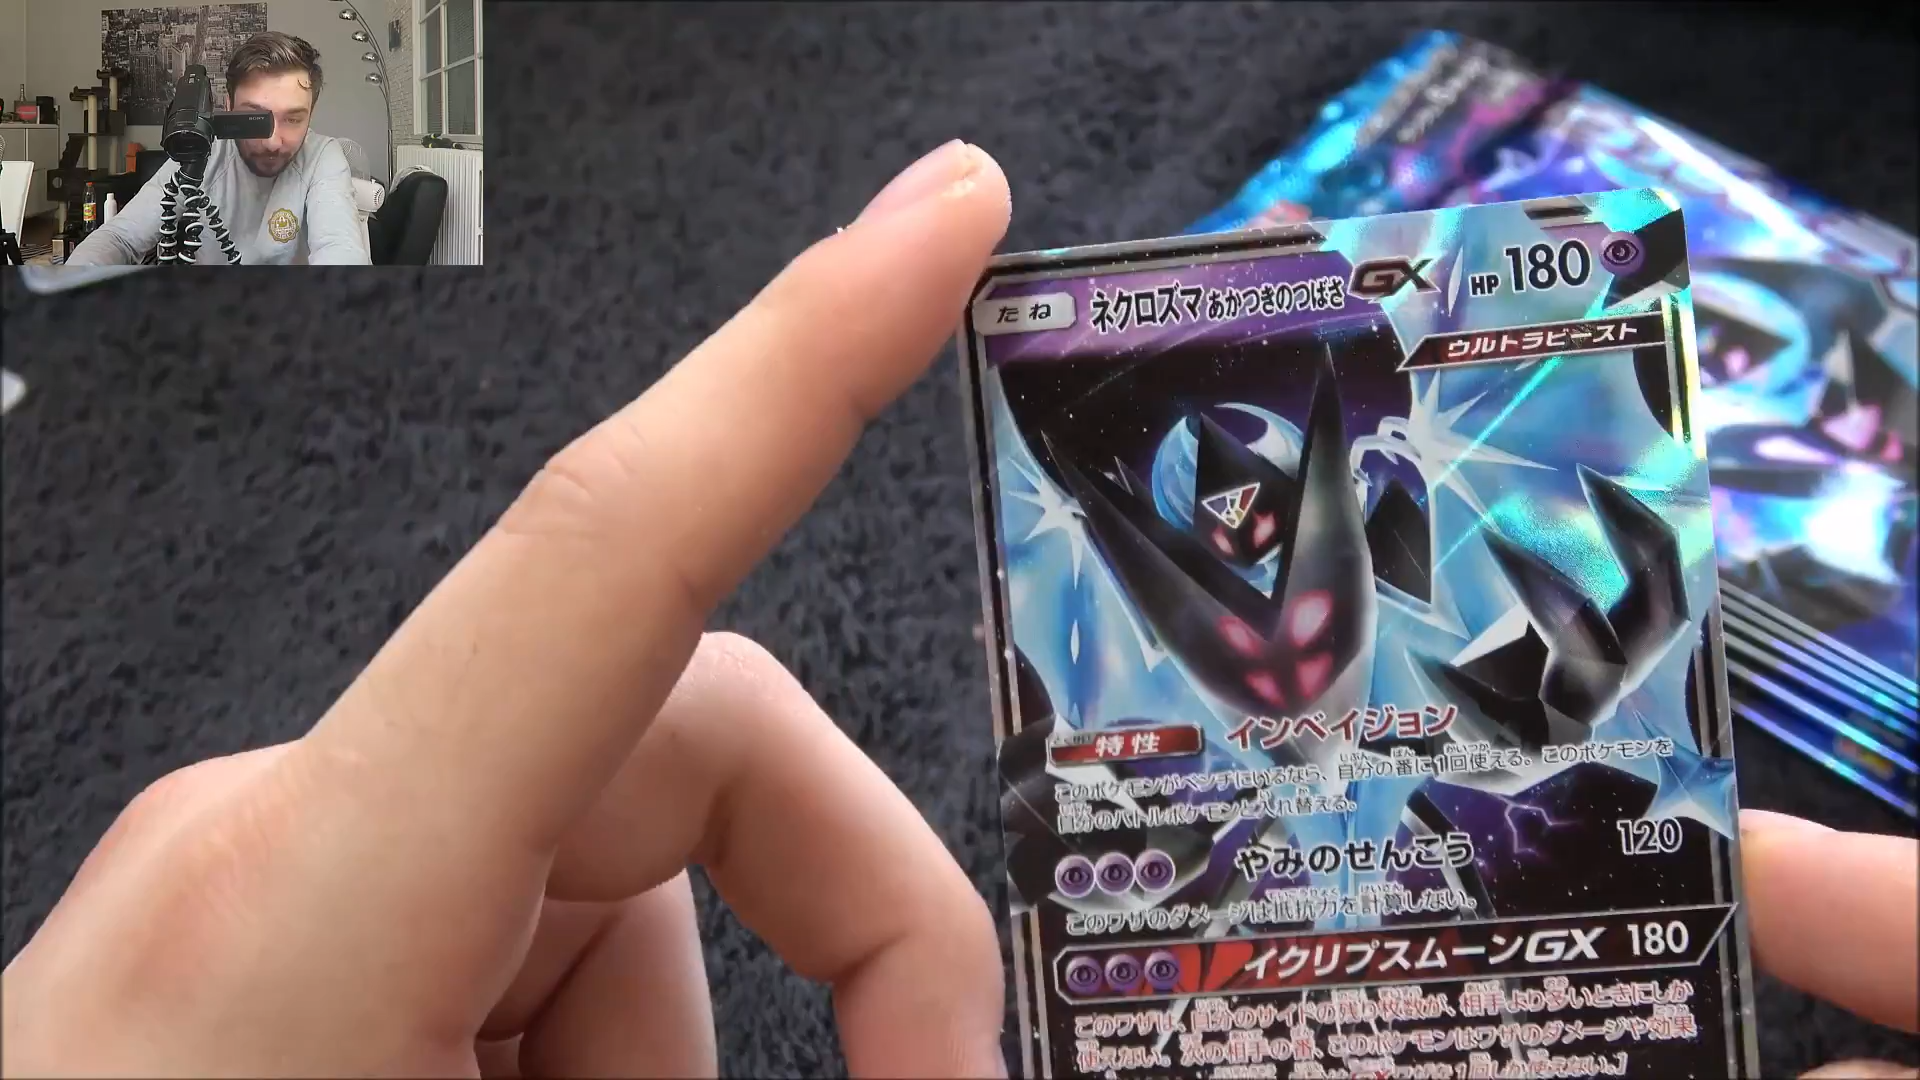 SONY
たね ネクロズマ あかつきのつばさ GX HP 180
ウルトラビースト
特性 インベイジョン
このポケモンがベンチにいるなら、自分の番に1回使える。このポケモンを
自分のバトルポケモンと入れ替える。
やみのせんこう 120
このワザのダメージは抵抗力を計算しない。
イクリプスムーンGX 180
このワザは、自分のサイドの残り枚数が、相手より多いときにしか
使えない。次の相手の番、このポケモンはワザのダメージや効果